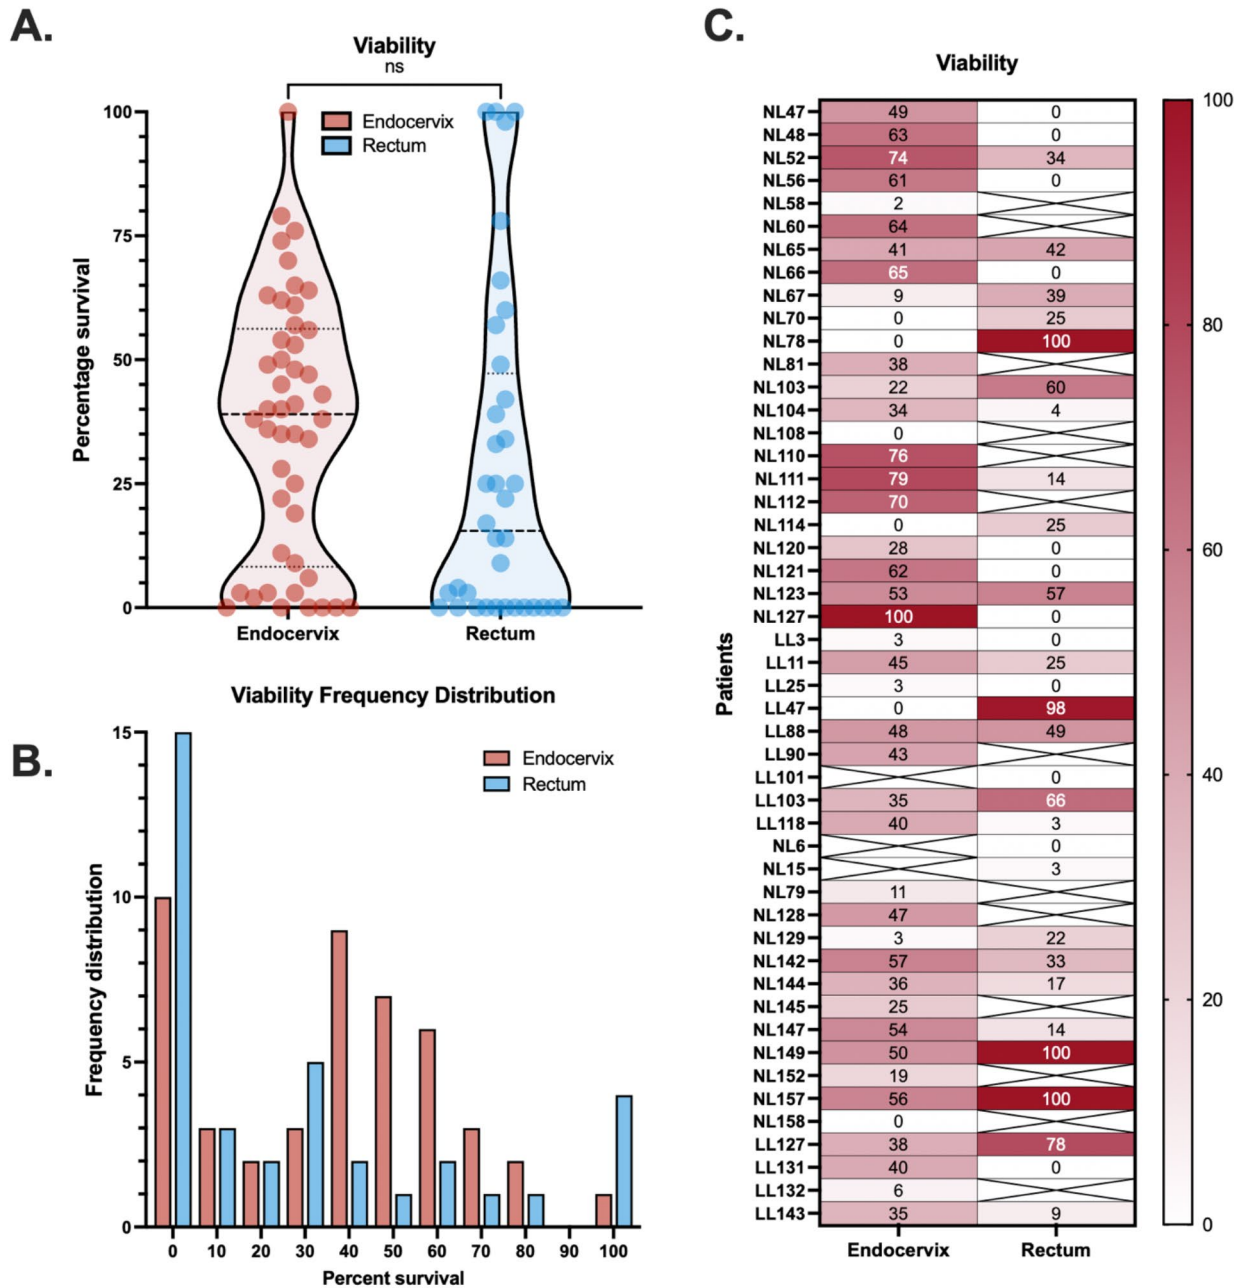 A.
Viability
ns
Endocervix
Rectum
Percentage survival
100
75
50
25
0
Endocervix Rectum
B.
Viability Frequency Distribution
Endocervix
Rectum
Frequency distribution
15
10
5
0
0 10 20 30 40 50 60 70 80 90 100
Percent survival
C.
Viability
Patients
NL47 49 0
NL48 63 0
NL52 74 34
NL56 61 0
NL58 2
NL60 64
NL65 41 42
NL66 65 0
NL67 9 39
NL70 0 25
NL78 0 100
NL81 38
NL103 22 60
NL104 34 4
NL108 0
NL110 76
NL111 79 14
NL112 70
NL114 0 25
NL120 28 0
NL121 62 0
NL123 53 57
NL127 100 0
LL3 3 0
LL11 45 25
LL25 3 0
LL47 0 98
LL88 48 49
LL90 43
LL101 0
LL103 35 66
LL118 40 3
NL6 0
NL15 3
NL79 11
NL128 47
NL129 3 22
NL142 57 33
NL144 36 17
NL145 25
NL147 54 14
NL149 50 100
NL152 19
NL157 56 100
NL158 0
LL127 38 78
LL131 40 0
LL132 6
LL143 35 9
Endocervix Rectum
100
80
60
40
20
0